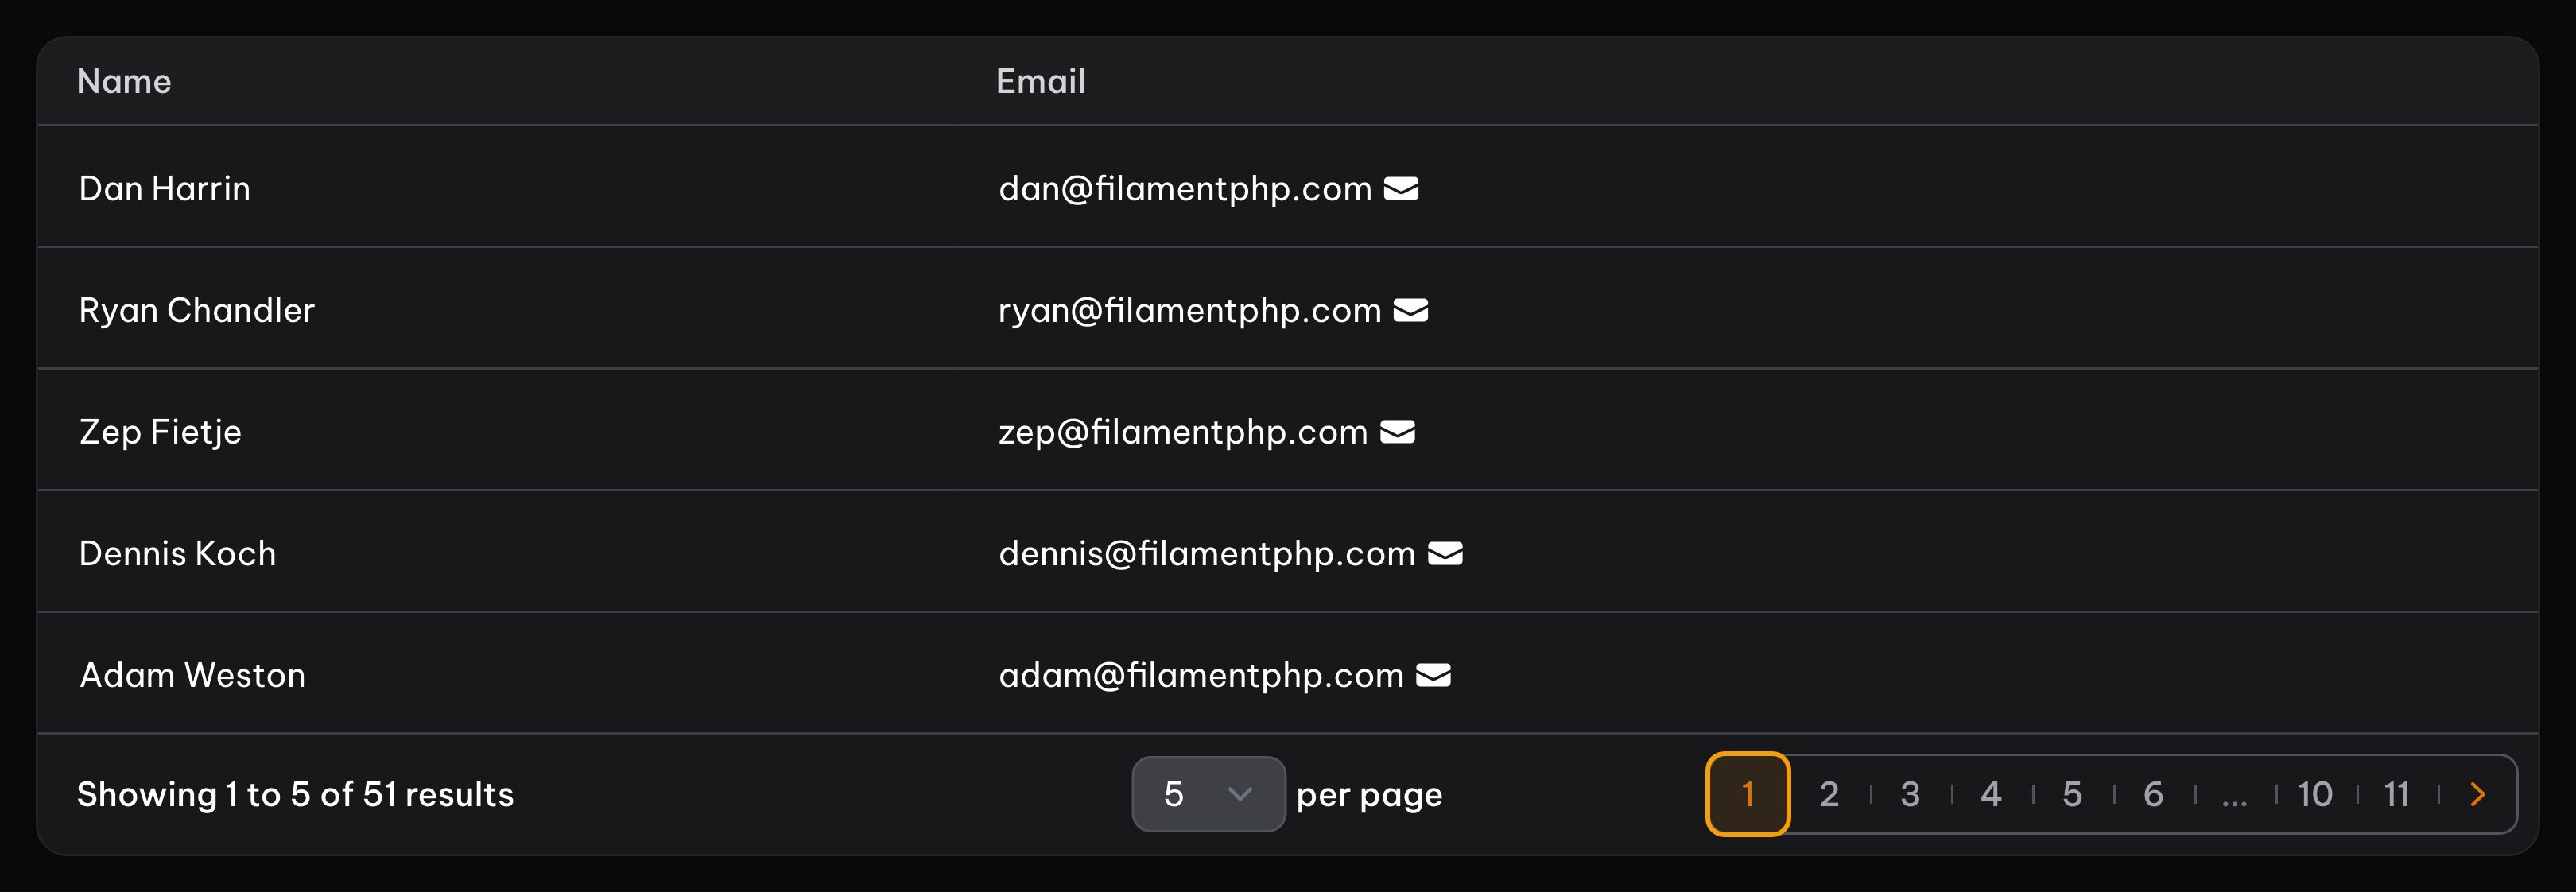 Name Email
Dan Harrin dan@filamentphp.com
Ryan Chandler ryan@filamentphp.com
Zep Fietje zep@filamentphp.com
Dennis Koch dennis@filamentphp.com
Adam Weston adam@filamentphp.com
Showing 1 to 5 of 51 results 5 per page 1 2 3 4 5 6 ... 10 11